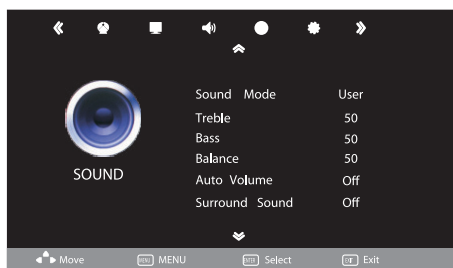 Sound Mode User
Treble 50
Bass 50
Balance 50
SOUND
Auto Volume Off
Surround Sound Off
Move MENU MENU ENTER Select EXIT Exit